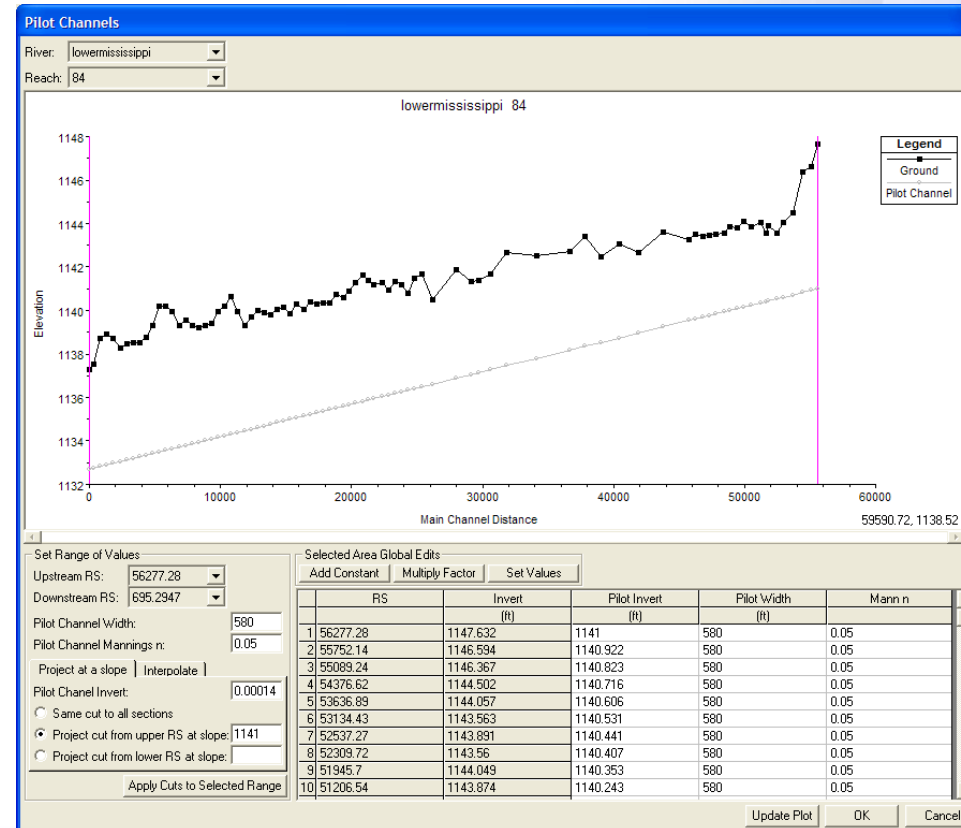 Pilot Channels
River: lowermississippi
Reach: 84
lowermississippi 84
1148
1146
1144
1142
1140
1138
1136
1134
1132
Elevation
0 10000 20000 30000 40000 50000 60000
Main Channel Distance
59590.72, 1138.52
Legend
Ground
Pilot Channel
Set Range of Values
Upstream RS: 56277.28
Downstream RS: 695.2947
Pilot Channel Width: 580
Pilot Channel Mannings n: 0.05
Project at a slope Interpolate
Pilot Chanel Invert: 0.00014
Same cut to all sections
Project cut from upper RS at slope: 1141
Project cut from lower RS at slope:
Apply Cuts to Selected Range
Selected Area Global Edits
Add Constant Multiply Factor Set Values
RS Invert Pilot Invert Pilot Width Mann n
(ft) (ft) (ft)
1 56277.28 1147.632 1141 580 0.05
2 55752.14 1146.594 1140.922 580 0.05
3 55089.24 1146.367 1140.823 580 0.05
4 54376.62 1144.502 1140.716 580 0.05
5 53636.89 1144.057 1140.606 580 0.05
6 53134.43 1143.563 1140.531 580 0.05
7 52537.27 1143.891 1140.441 580 0.05
8 52309.72 1143.56 1140.407 580 0.05
9 51945.7 1144.049 1140.353 580 0.05
10 51206.54 1143.874 1140.243 580 0.05
Update Plot OK Cancel